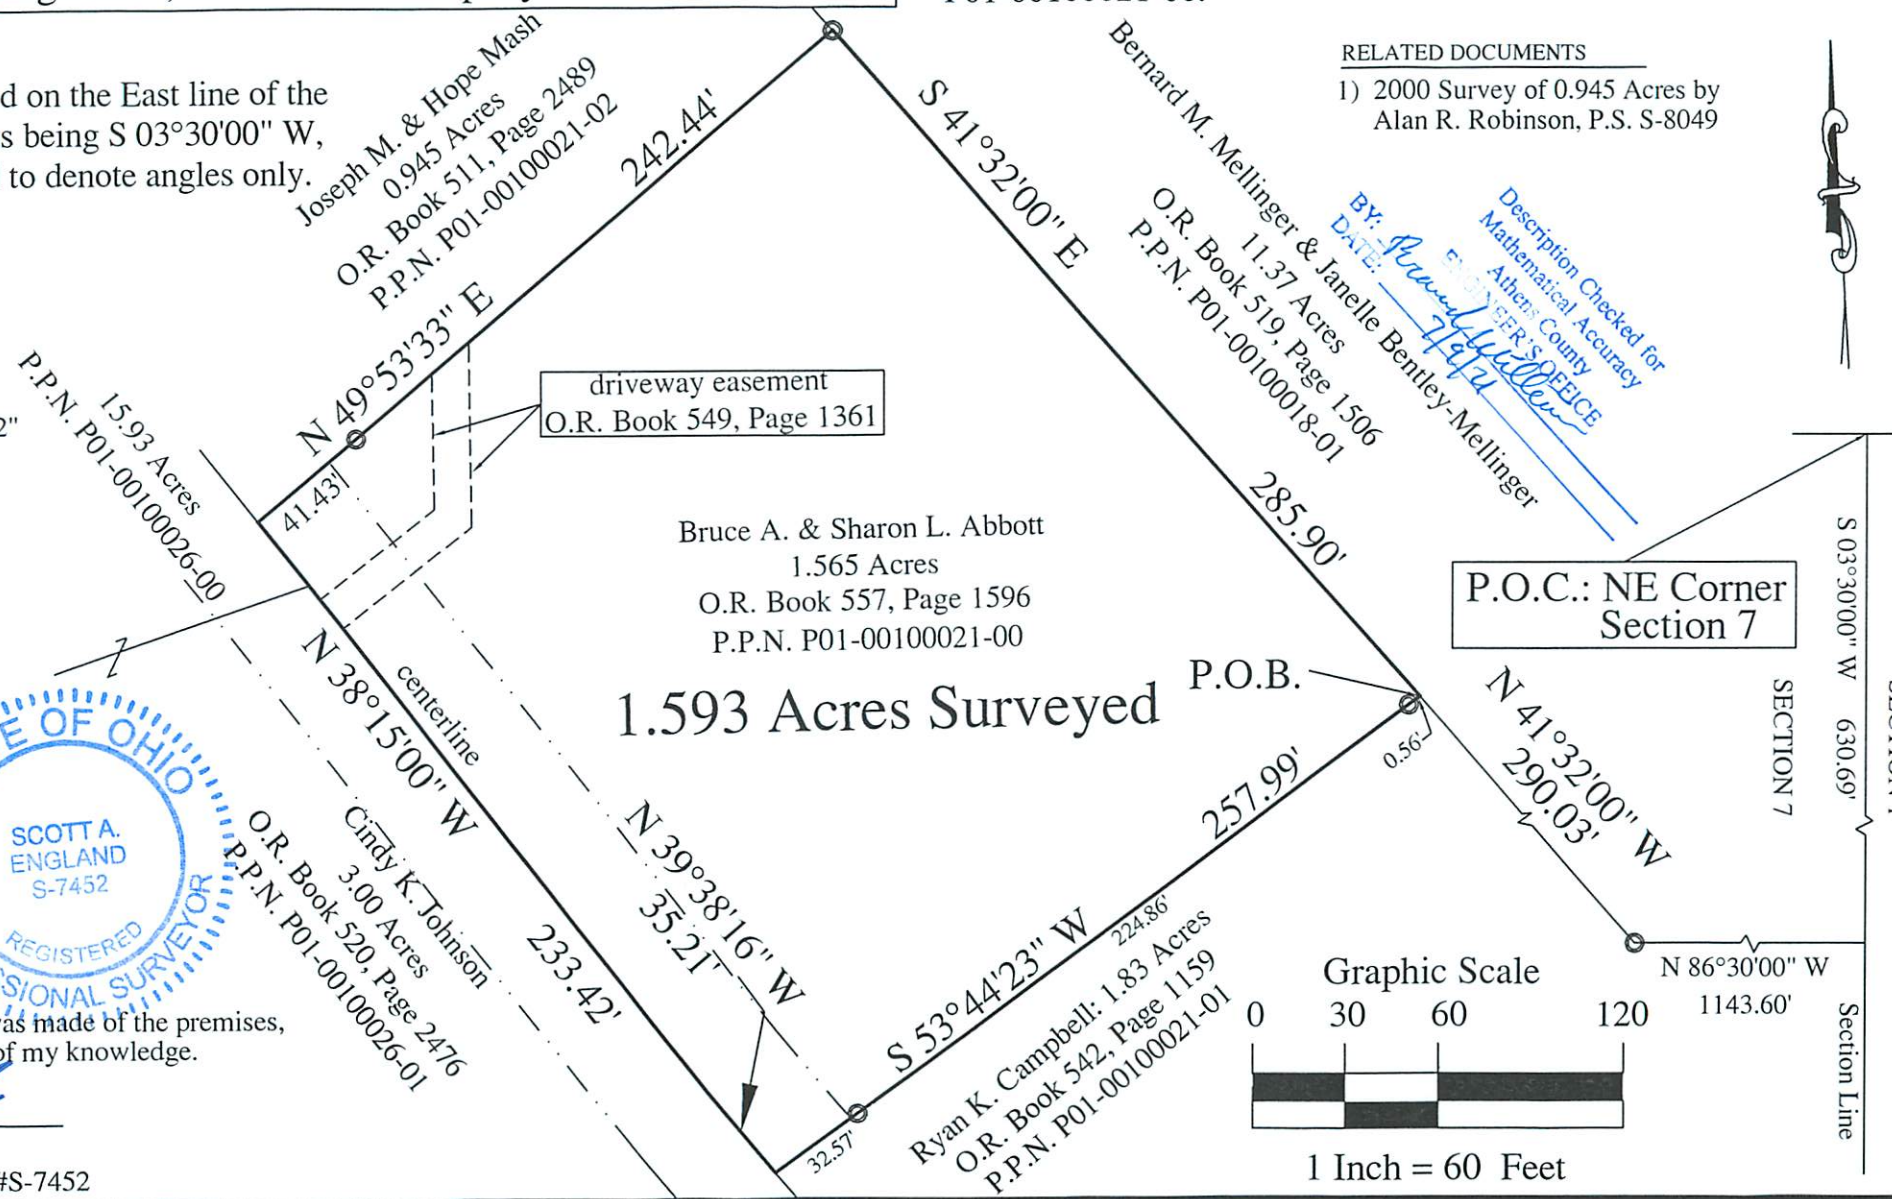 d on the East line of the
s being S 03°30'00" W,
to denote angles only.
Joseph M. & Hope Mash
0.945 Acres
O.R. Book 511, Page 2489
P.P.N. P01-00100021-02
242.44'
N 49°53'33" E
41.43'
S 41°32'00" E
285.90'
Bernard M. Mellinger & Janelle Bentley-Mellinger
11.37 Acres
O.R. Book 519, Page 1506
P.P.N. P01-00100018-01
RELATED DOCUMENTS
1) 2000 Survey of 0.945 Acres by
Alan R. Robinson, P.S. S-8049
Description Checked for
Mathematical Accuracy
Athens County
ENGINEER'S OFFICE
BY:
DATE: 7/9/21
15.93 Acres
P.P.N. P01-00100026-00
2"
driveway easement
O.R. Book 549, Page 1361
Bruce A. & Sharon L. Abbott
1.565 Acres
O.R. Book 557, Page 1596
P.P.N. P01-00100021-00
1.593 Acres Surveyed
P.O.B.
P.O.C.: NE Corner
Section 7
S 03°30'00" W 630.69'
SECTION 7
N 41°32'00" W
290.03'
0.56'
257.99'
S 53°44'23" W
224.86'
32.57'
N 38°15'00" W
centerline
233.42'
N 39°38'16" W
35.21'
Cindy K. Johnson
3.00 Acres
O.R. Book 520, Page 2476
P.P.N. P01-00100026-01
Ryan K. Campbell: 1.83 Acres
O.R. Book 542, Page 1159
P.P.N. P01-00100021-01
E OF OHIO
SCOTT A.
ENGLAND
S-7452
REGISTERED
SIONAL SURVEYOR
as made of the premises,
of my knowledge.
#S-7452
Graphic Scale
0 30 60 120
1 Inch = 60 Feet
N 86°30'00" W
1143.60'
Section Line